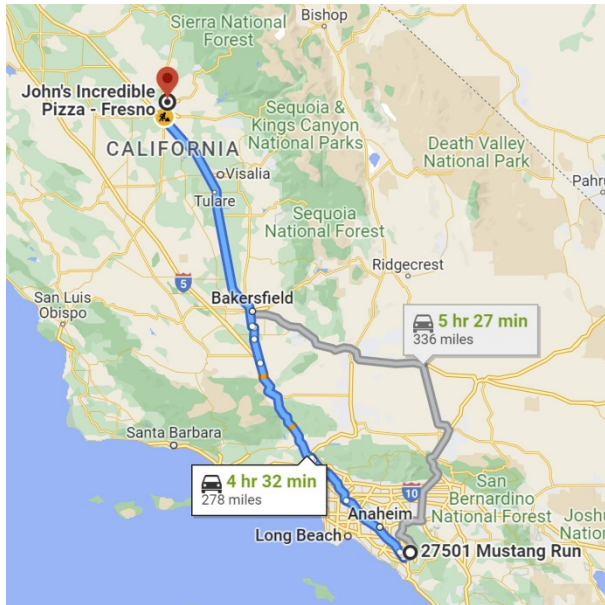 Sierra National
Forest
Bishop
John's Incredible
Pizza - Fresno
Sequoia &
Kings Canyon
National Parks
Death Valley
National Park
CALIFORNIA
Visalia
Tulare
Pahru
Sequoia
National Forest
Ridgecrest
5
Bakersfield
San Luis
Obispo
5 hr 27 min
336 miles
Santa Barbara
4 hr 32 min
278 miles
10
San
Bernardino
National Forest
Anaheim
Joshu
Nation
Long Beach
27501 Mustang Run